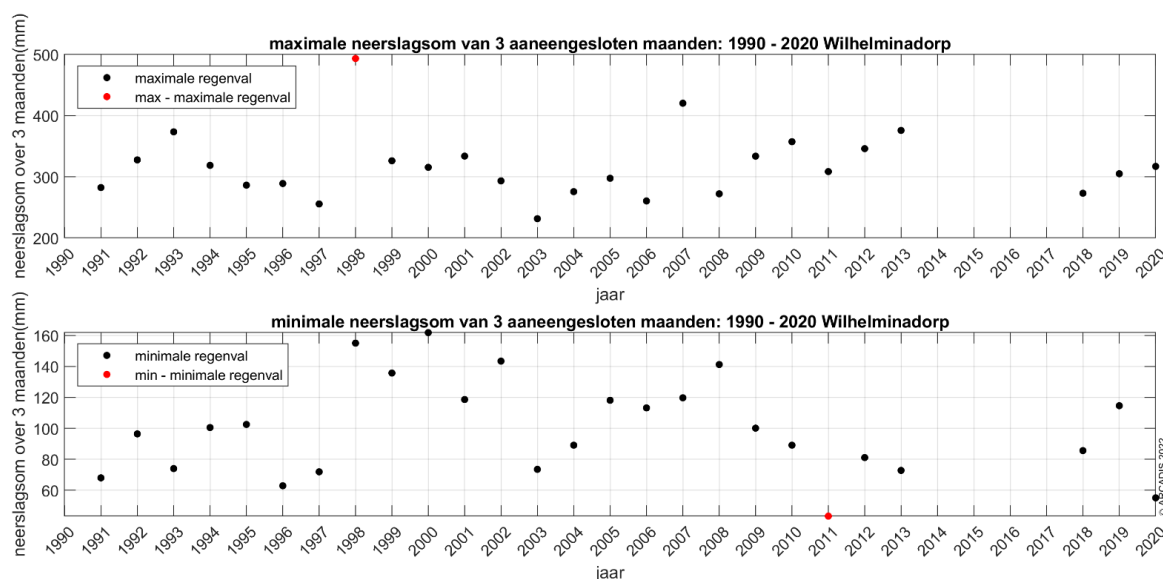 maximale neerslagsom van 3 aaneengesloten maanden: 1990 - 2020 Wilhelminadorp
neerslagsom over 3 maanden(mm)
500
400
300
200
maximale regenval
max - maximale regenval
1990 1991 1992 1993 1994 1995 1996 1997 1998 1999 2000 2001 2002 2003 2004 2005 2006 2007 2008 2009 2010 2011 2012 2013 2014 2015 2016 2017 2018 2019 2020
jaar
minimale neerslagsom van 3 aaneengesloten maanden: 1990 - 2020 Wilhelminadorp
neerslagsom over 3 maanden(mm)
160
140
120
100
80
60
minimale regenval
min - minimale regenval
© ARCADIS 2022
1990 1991 1992 1993 1994 1995 1996 1997 1998 1999 2000 2001 2002 2003 2004 2005 2006 2007 2008 2009 2010 2011 2012 2013 2014 2015 2016 2017 2018 2019 2020
jaar